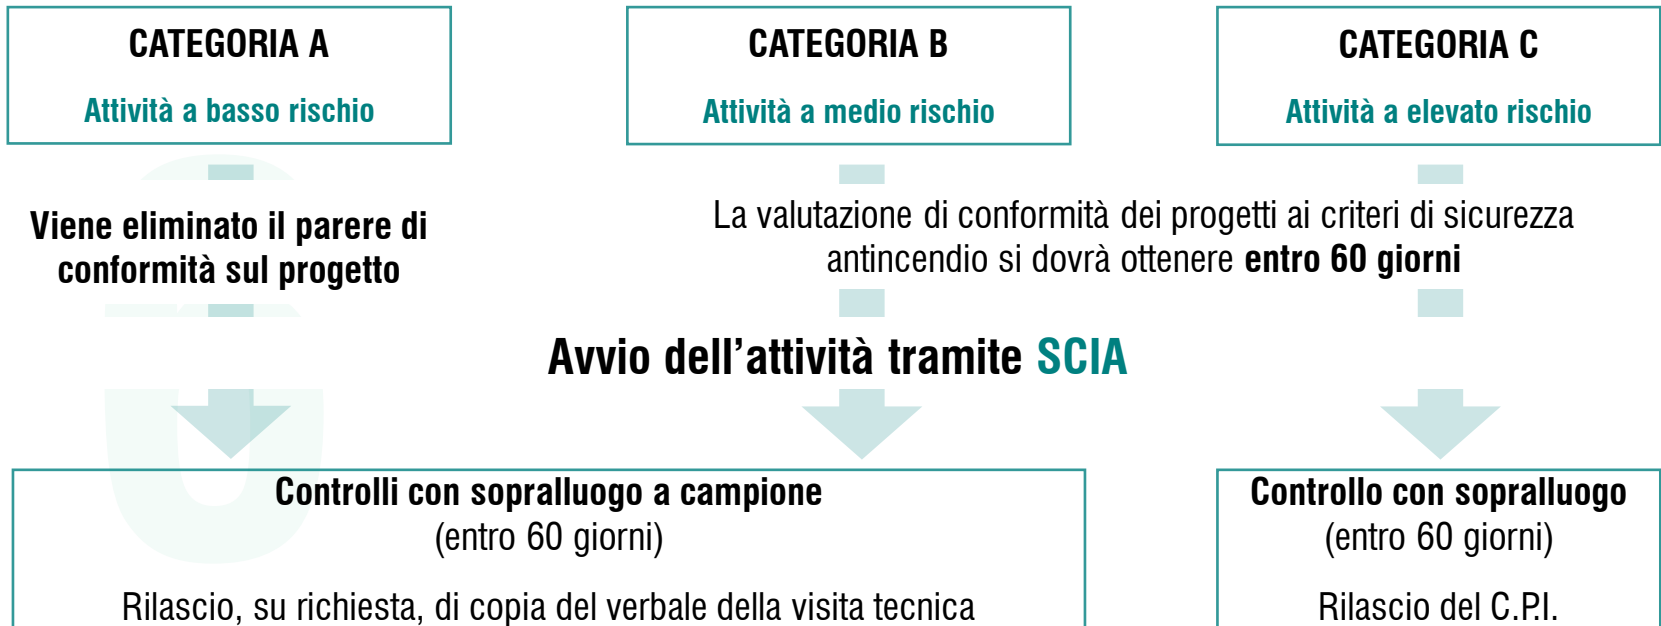 CATEGORIA A
Attività a basso rischio
CATEGORIA B
Attività a medio rischio
CATEGORIA C
Attività a elevato rischio
Viene eliminato il parere di
conformità sul progetto
La valutazione di conformità dei progetti ai criteri di sicurezza
antincendio si dovrà ottenere entro 60 giorni
Avvio dell’attività tramite SCIA
Controlli con sopralluogo a campione
(entro 60 giorni)
Rilascio, su richiesta, di copia del verbale della visita tecnica
Controllo con sopralluogo
(entro 60 giorni)
Rilascio del C.P.I.